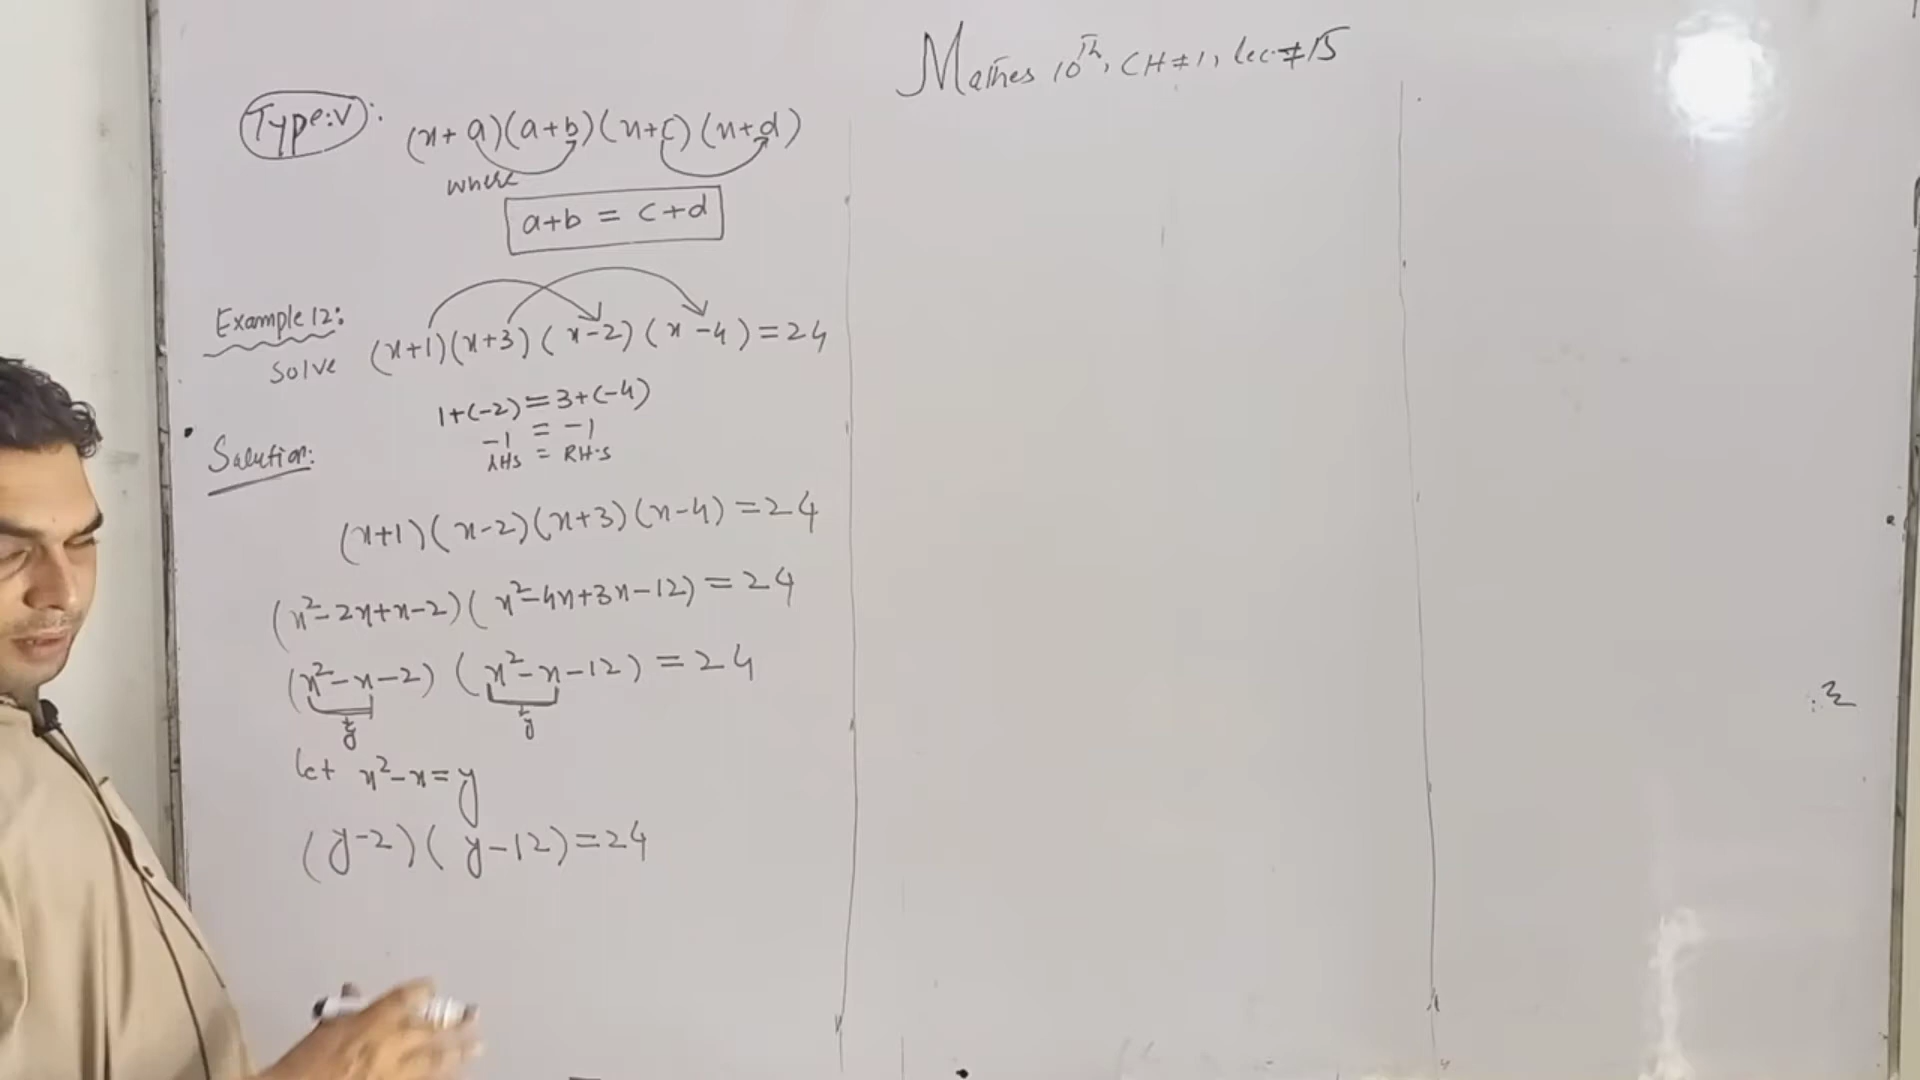 Mathes 10th, CH≠1, lec≠15
Type:V: (x+a)(a+b)(x+c)(x+d)
where
a+b = c+d
Example 12:
Solve (x+1)(x+3)(x-2)(x-4)=24
1+(-2)=3+(-4)
-1 = -1
LHS = RH.S
Solution:
(x+1)(x-2)(x+3)(x-4)=24
(x²-2x+x-2)(x²-4x+3x-12)=24
(x²-x-2)(x²-x-12)=24
y y
let x²-x=y
(y-2)(y-12)=24